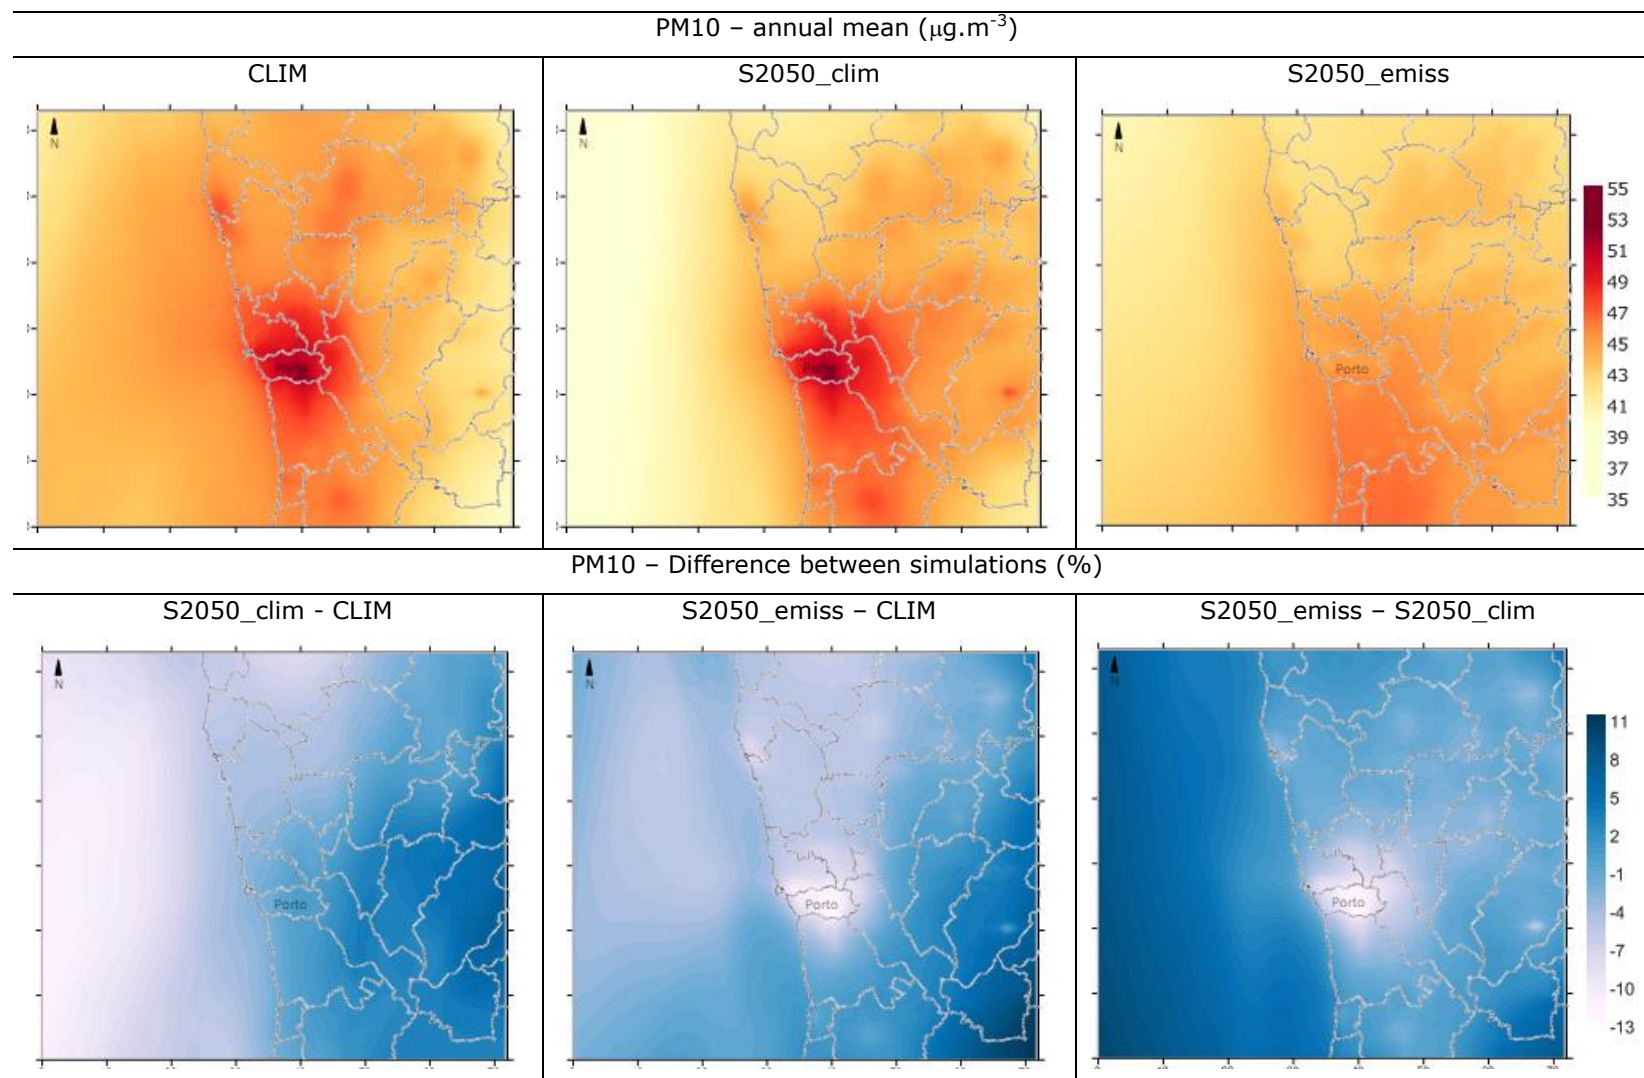 PM10 – annual mean (μg.m-3)
CLIM
S2050_clim
S2050_emiss
N
N
N
Porto
Porto
Porto
55
53
51
49
47
45
43
41
39
37
35
PM10 – Difference between simulations (%)
S2050_clim - CLIM
S2050_emiss – CLIM
S2050_emiss – S2050_clim
N
N
N
Porto
Porto
Porto
11
8
5
2
-1
-4
-7
-10
-13